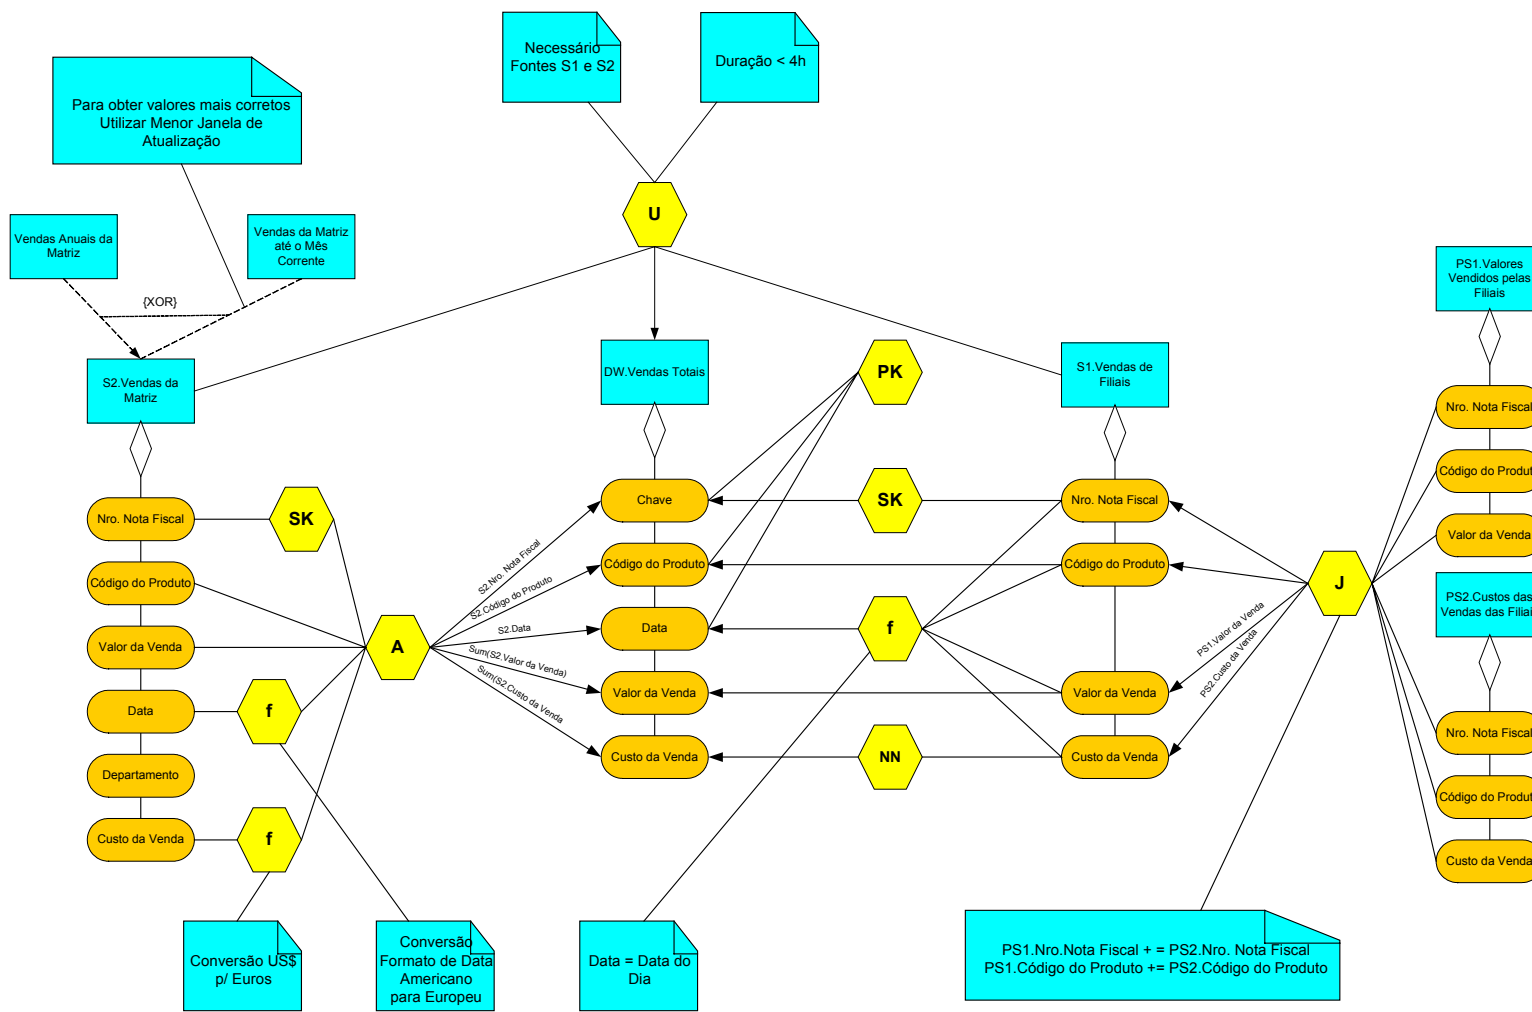 Necessário
Fontes S1 e S2
Duração < 4h
Para obter valores mais corretos
Utilizar Menor Janela de
Atualização
U
Vendas Anuais da
Matriz
Vendas da Matriz
até o Mês
Corrente
{XOR}
PS1.Valores
Vendidos pelas
Filiais
S2.Vendas da
Matriz
DW.Vendas Totais
PK
S1.Vendas de
Filiais
Nro. Nota Fiscal
SK
Código do Produto
Valor da Venda
Data
f
Departamento
Custo da Venda
f
A
S2.Nro. Nota Fiscal
S2.Código do Produto
S2.Data
Sum(S2.Valor da Venda)
Sum(S2.Custo da Venda
Chave
Código do Produto
Data
Valor da Venda
Custo da Venda
SK
f
NN
Nro. Nota Fiscal
Código do Produto
Valor da Venda
Custo da Venda
PS1.Valor da Venda
PS2.Custo da Venda
J
Nro. Nota Fiscal
Código do Produt
Valor da Venda
PS2.Custos das
Vendas das Filiai
Nro. Nota Fiscal
Código do Produt
Custo da Venda
Conversão US$
p/ Euros
Conversão
Formato de Data
Americano
para Europeu
Data = Data do
Dia
PS1.Nro.Nota Fiscal + = PS2.Nro. Nota Fiscal
PS1.Código do Produto += PS2.Código do Produto